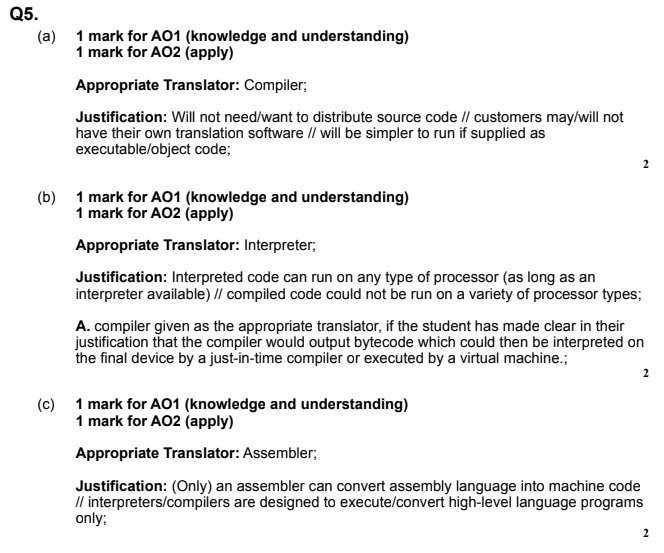 Q5.
(a) 1 mark for AO1 (knowledge and understanding)
1 mark for AO2 (apply)
Appropriate Translator: Compiler;
Justification: Will not need/want to distribute source code // customers may/will not
have their own translation software // will be simpler to run if supplied as
executable/object code;
2
(b) 1 mark for AO1 (knowledge and understanding)
1 mark for AO2 (apply)
Appropriate Translator: Interpreter;
Justification: Interpreted code can run on any type of processor (as long as an
interpreter available) // compiled code could not be run on a variety of processor types;
A. compiler given as the appropriate translator, if the student has made clear in their
justification that the compiler would output bytecode which could then be interpreted on
the final device by a just-in-time compiler or executed by a virtual machine.;
2
(c) 1 mark for AO1 (knowledge and understanding)
1 mark for AO2 (apply)
Appropriate Translator: Assembler;
Justification: (Only) an assembler can convert assembly language into machine code
// interpreters/compilers are designed to execute/convert high-level language programs
only;
2